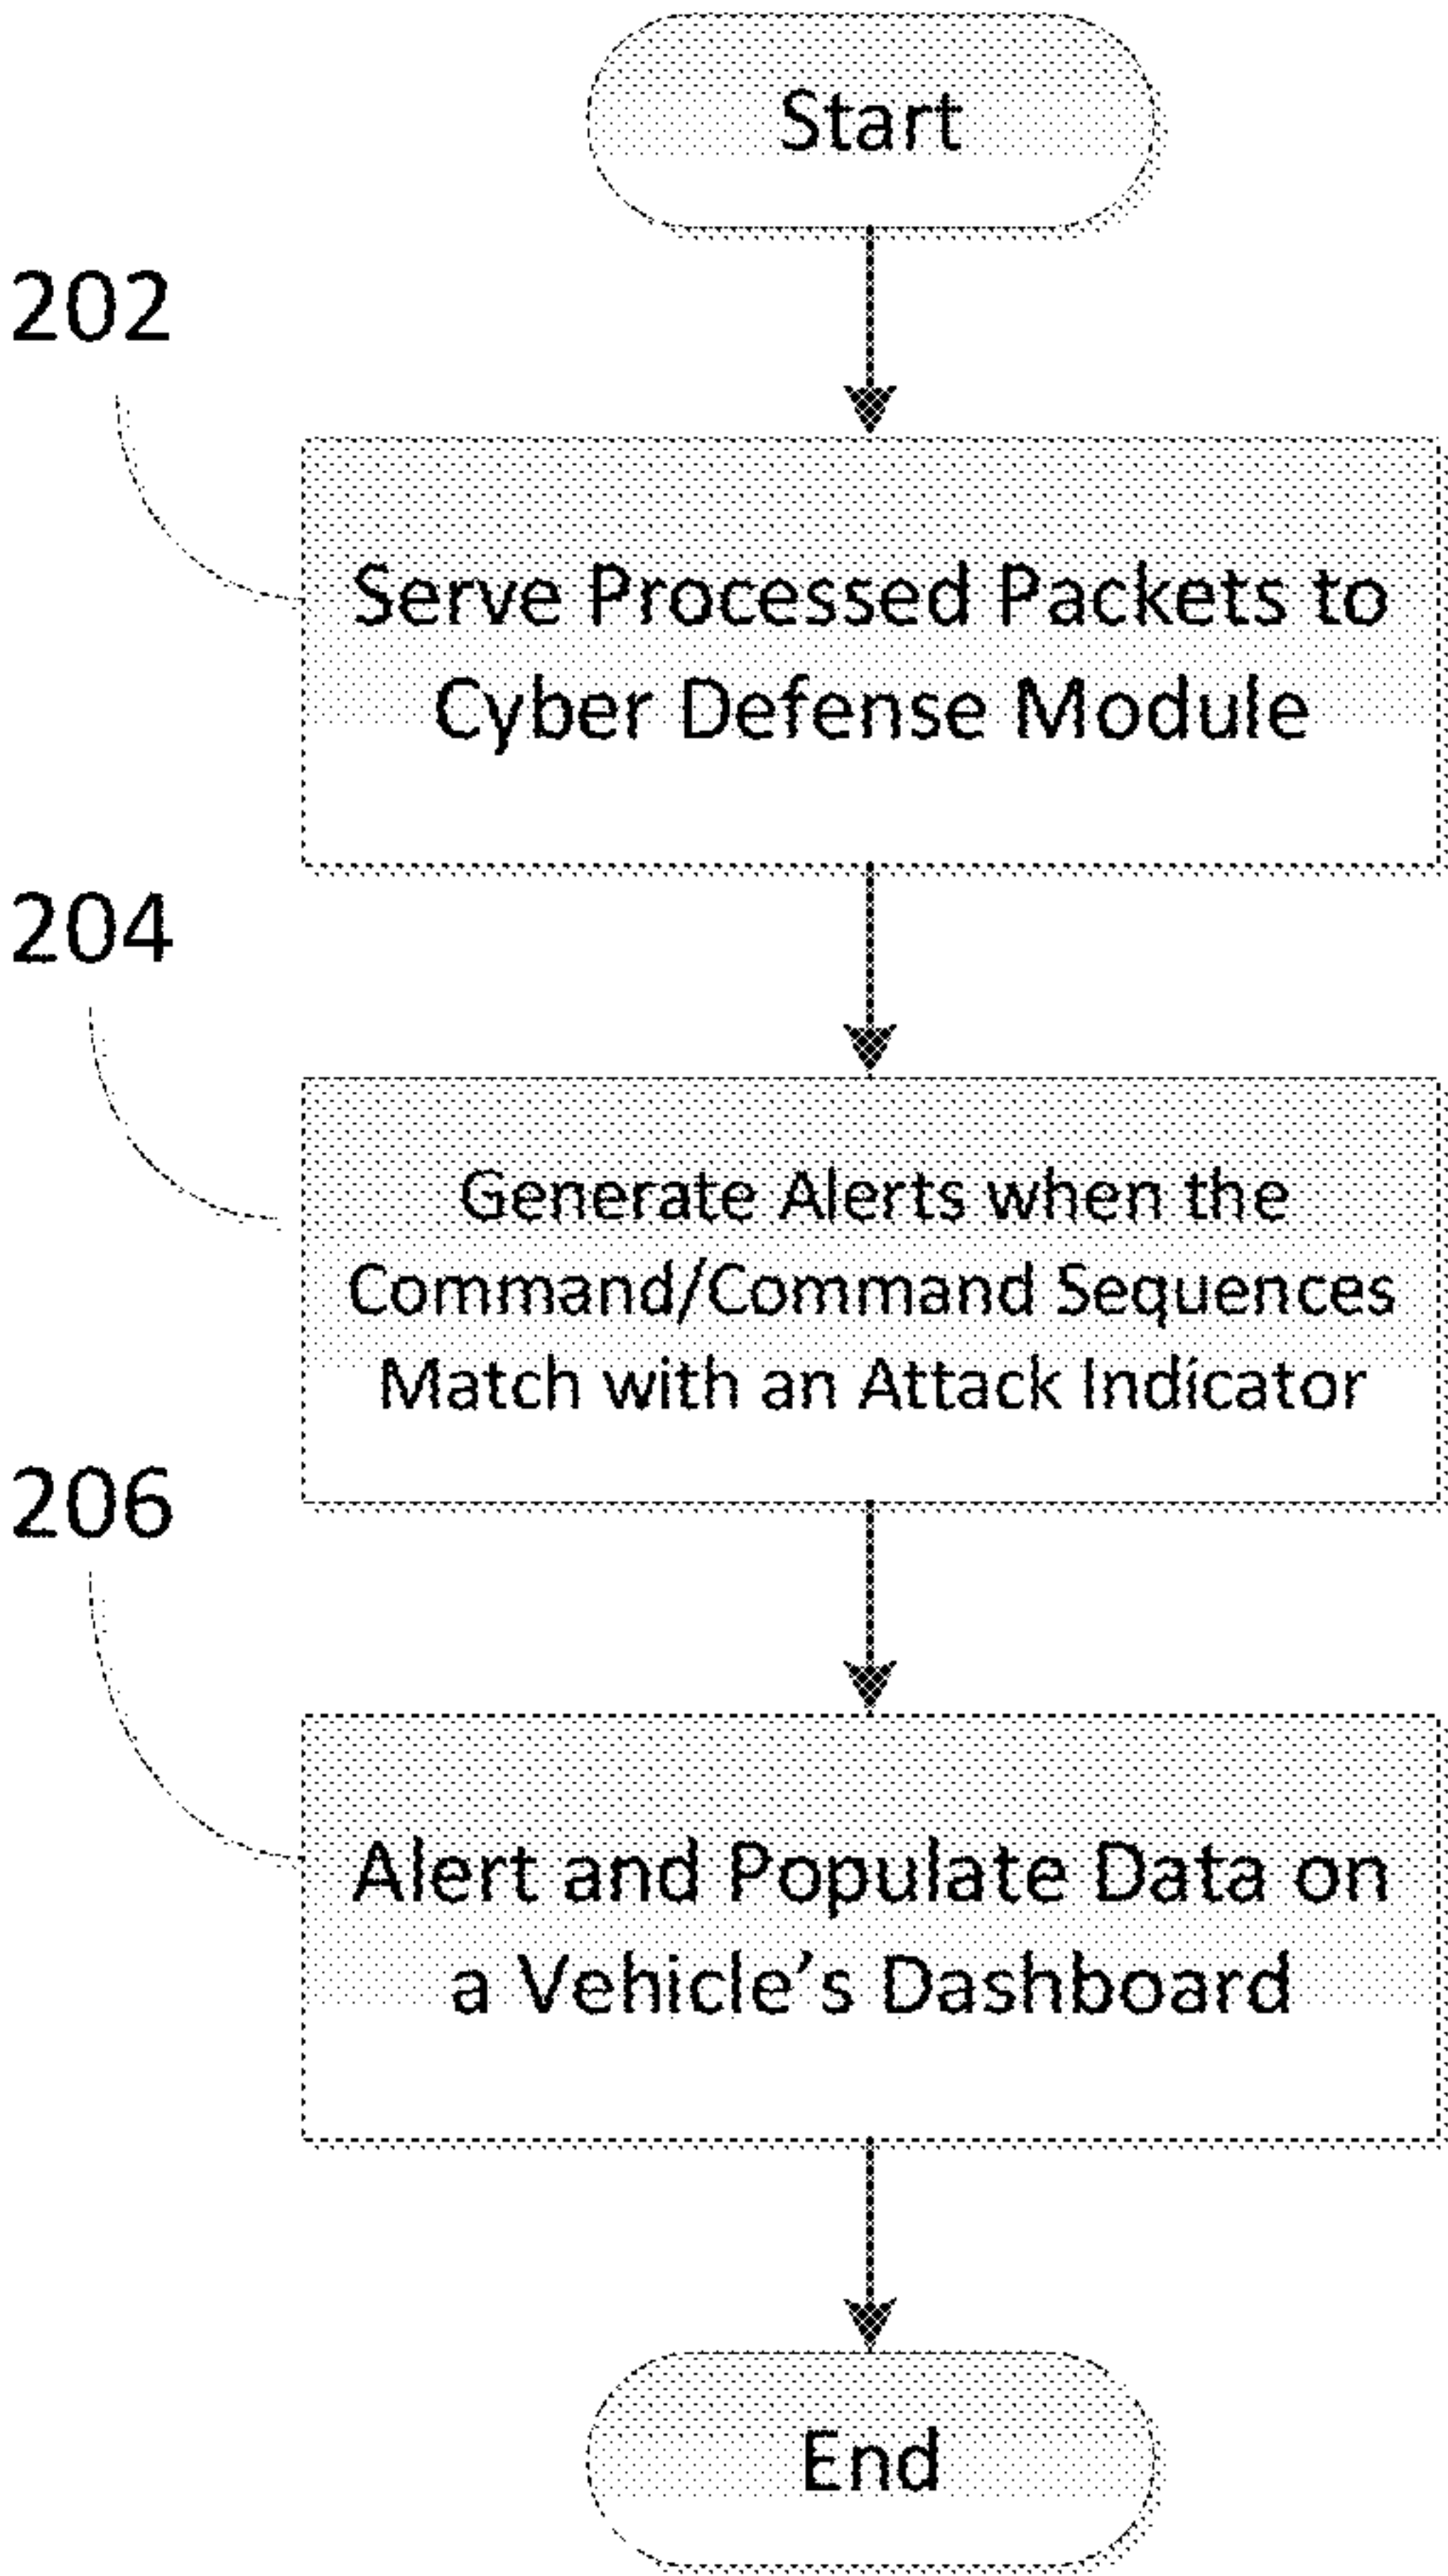 Start
202
Serve Processed Packets to
Cyber Defense Module
204
Generate Alerts when the
Command/Command Sequences
Match with an Attack Indicator
206
Alert and Populate Data on
a Vehicle’s Dashboard
End